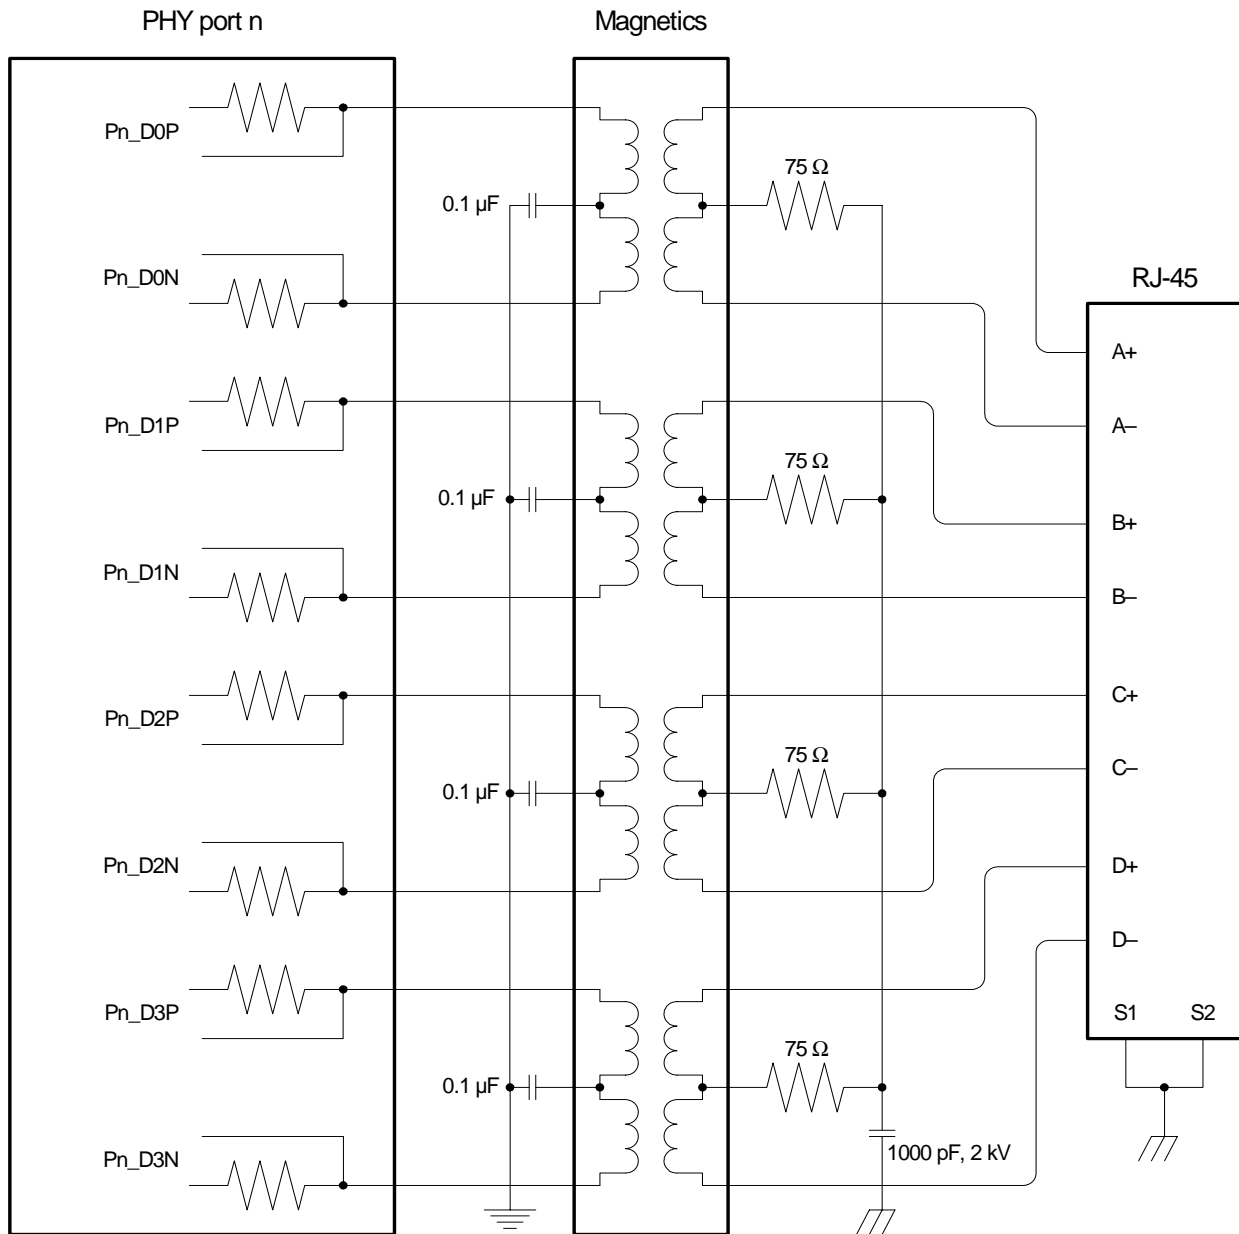 PHY port n
Magnetics
Pn_D0P
75 Ω
0.1 µF
Pn_D0N
RJ-45
A+
Pn_D1P
A–
75 Ω
0.1 µF
B+
Pn_D1N
B–
C+
Pn_D2P
75 Ω
C–
0.1 µF
Pn_D2N
D+
D–
Pn_D3P
S1 S2
75 Ω
0.1 µF
1000 pF, 2 kV
Pn_D3N